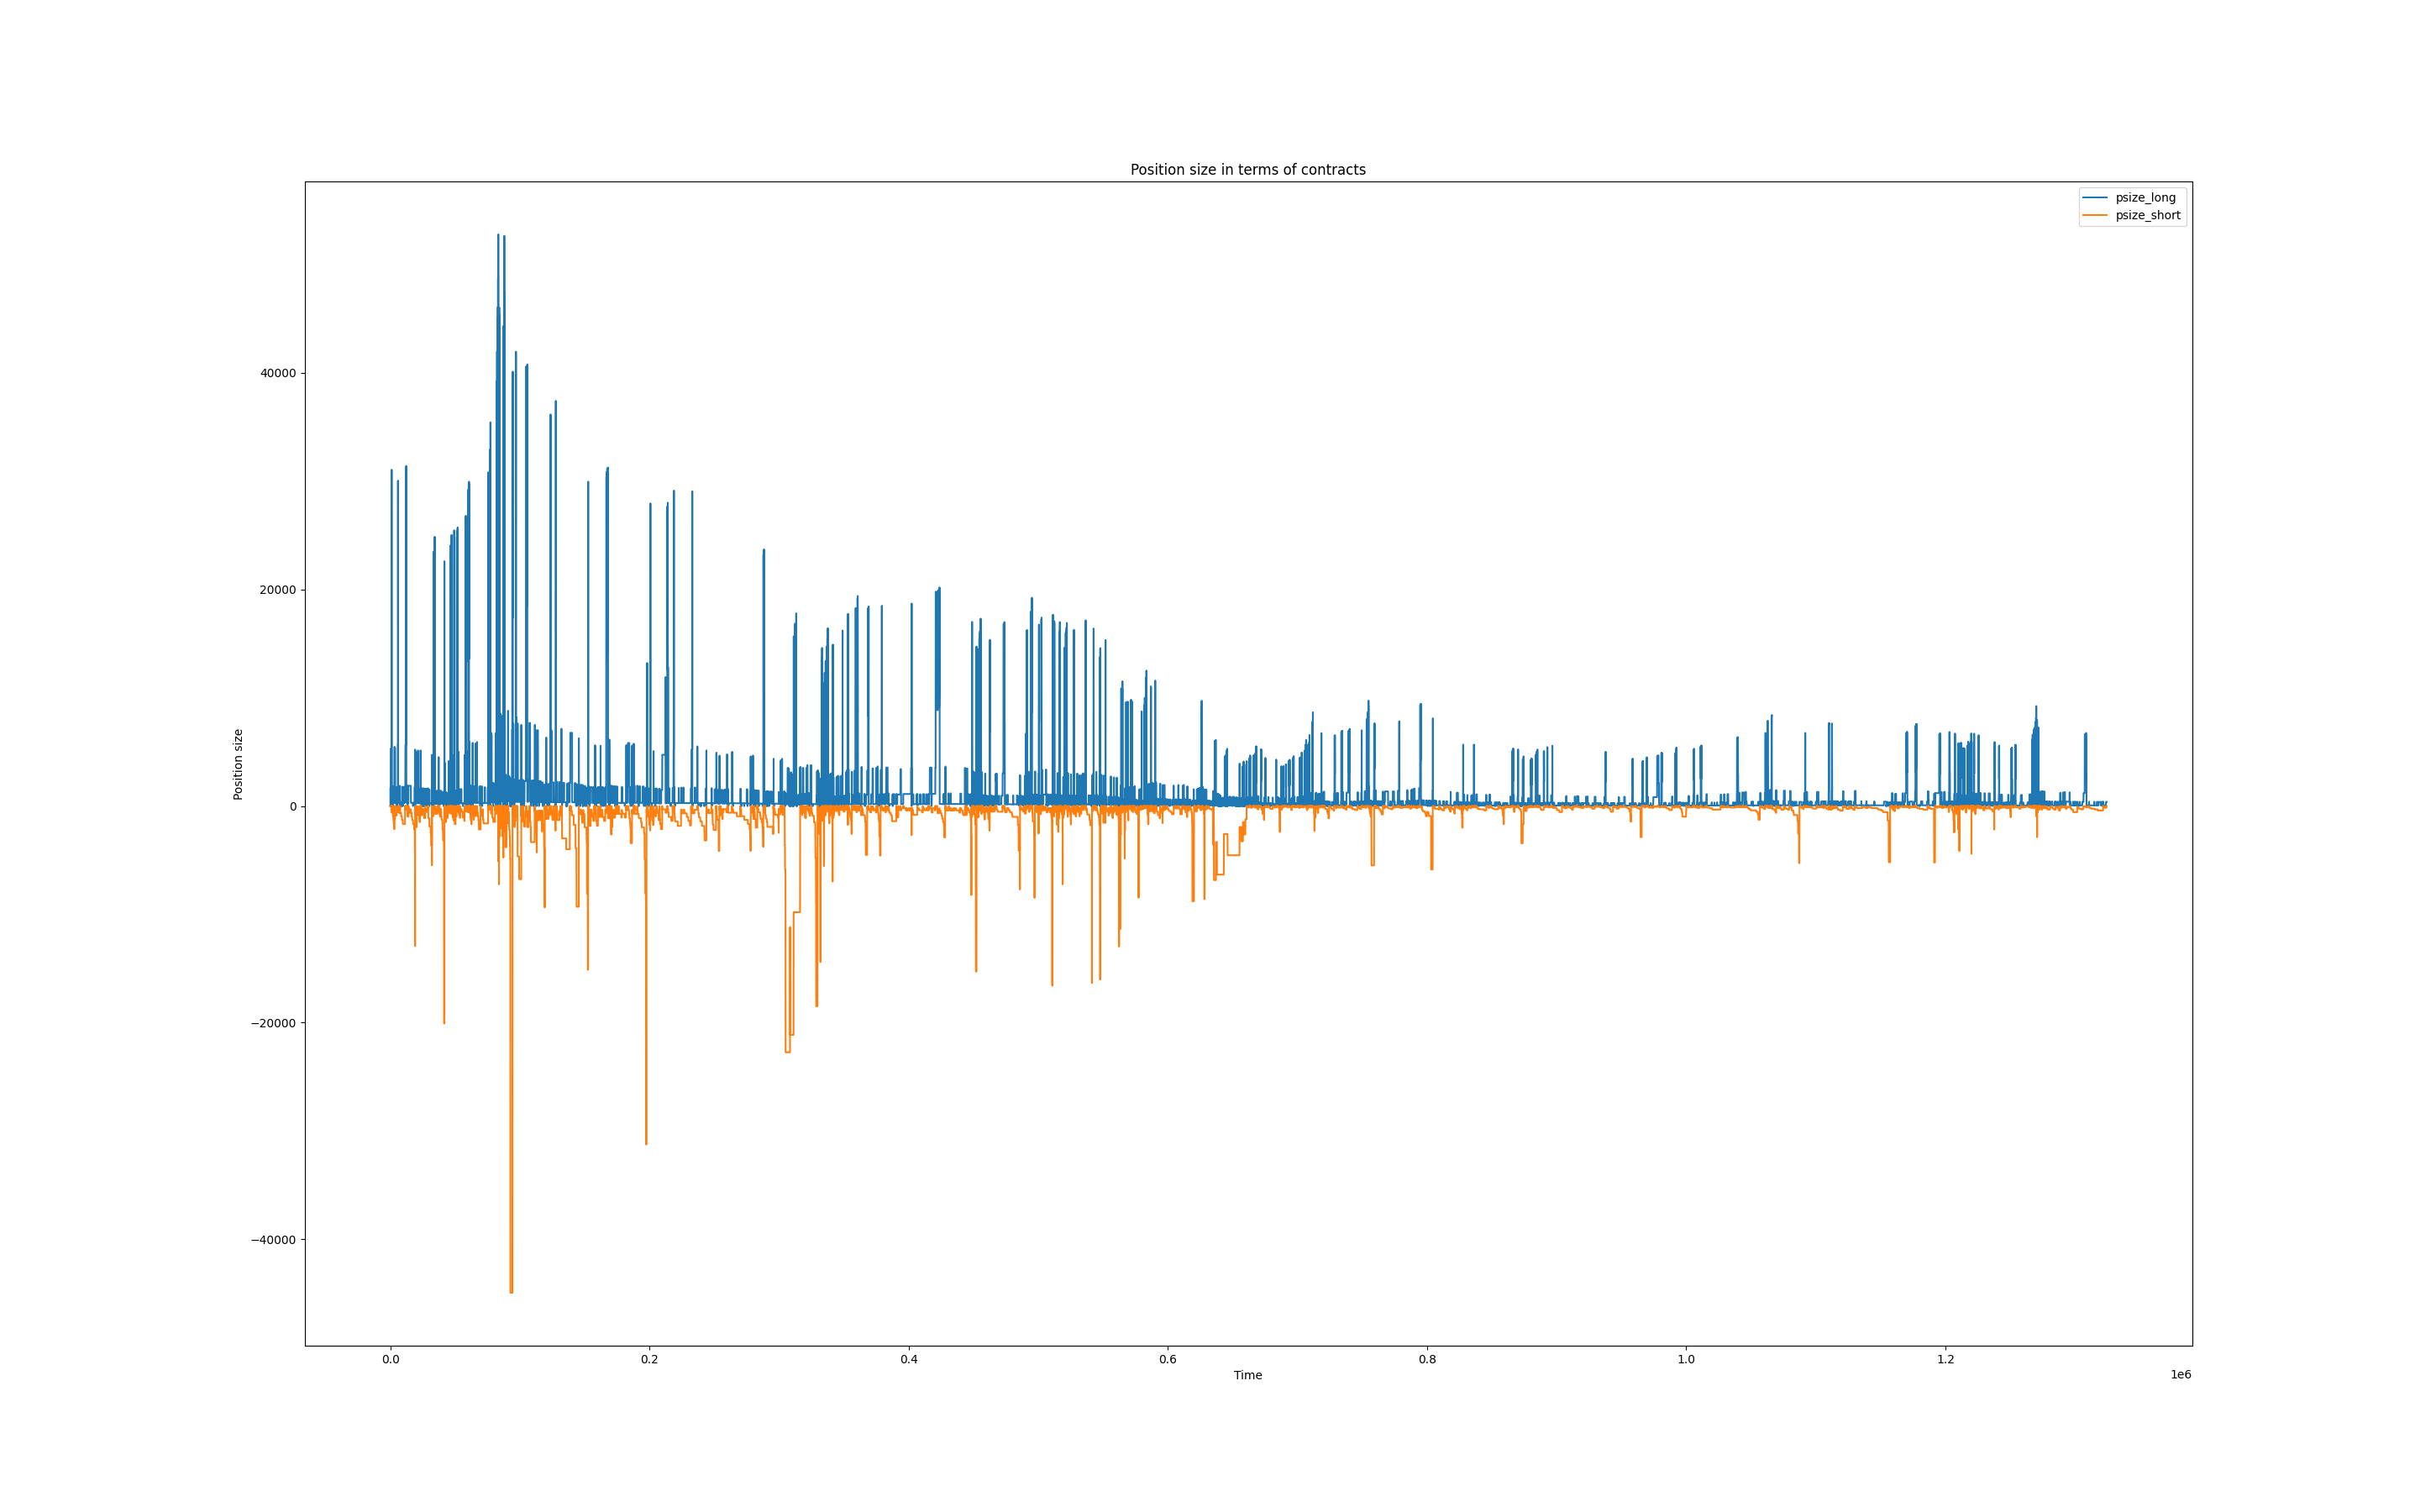 Position size in terms of contracts
psize_long
psize_short
Position size
40000
20000
0
−20000
−40000
0.0
0.2
0.4
0.6
0.8
1.0
1.2
1e6
Time